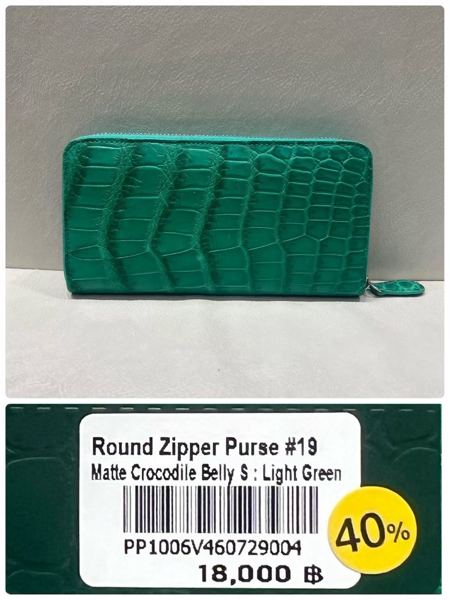 Round Zipper Purse #19
Matte Crocodile Belly S : Light Green
PP1006V460729004
18,000 ฿
40%